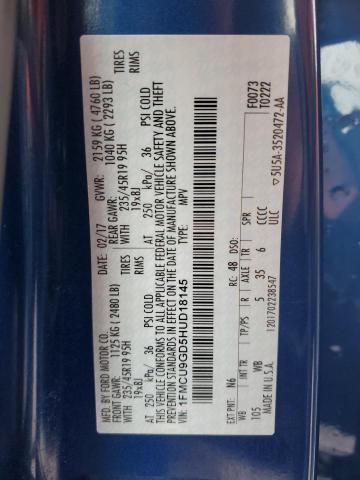 MFD. BY FORD MOTOR CO.
DATE: 02/17 GVWR: 2159 KG ( 4760 LB)
FRONT GAWR: 1125 KG ( 2480 LB) REAR GAWR: 1040 KG ( 2293 LB)
WITH 235/45R19 95H TIRES WITH 235/45R19 95H TIRES
19x8J RIMS 19x8J RIMS
AT 250 kPa/ 36 PSI COLD AT 250 kPa/ 36 PSI COLD
THIS VEHICLE CONFORMS TO ALL APPLICABLE FEDERAL MOTOR VEHICLE SAFETY AND THEFT
PREVENTION STANDARDS IN EFFECT ON THE DATE OF MANUFACTURE SHOWN ABOVE.
VIN: 1FMCU9GD5HUD18145
TYPE: MPV
F0073
T0222
EXT PNT: N6 RC: 48 DSO:
WB INT TR TP/PS R AXLE TR SPR
105 WB 5 35 6 CCCC
ULC
MADE IN U.S.A. 1201702238547
▽5U5A-3520472-AA